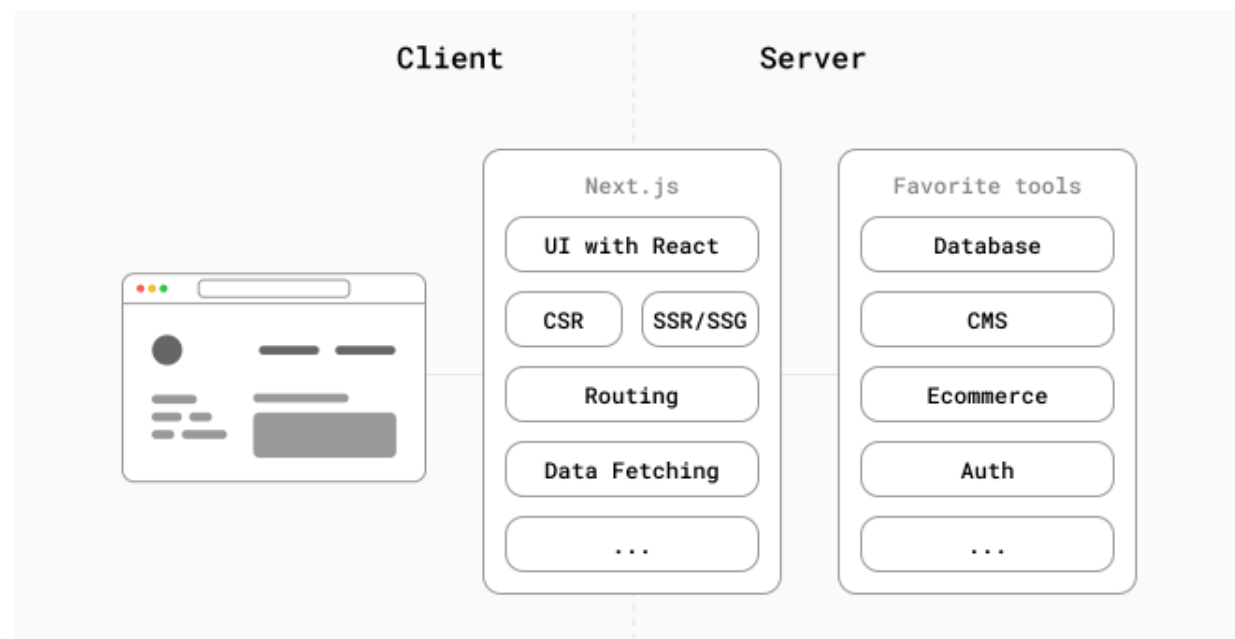 Client
Server
Next.js
UI with React
CSR
SSR/SSG
Routing
Data Fetching
...
Favorite tools
Database
CMS
Ecommerce
Auth
...